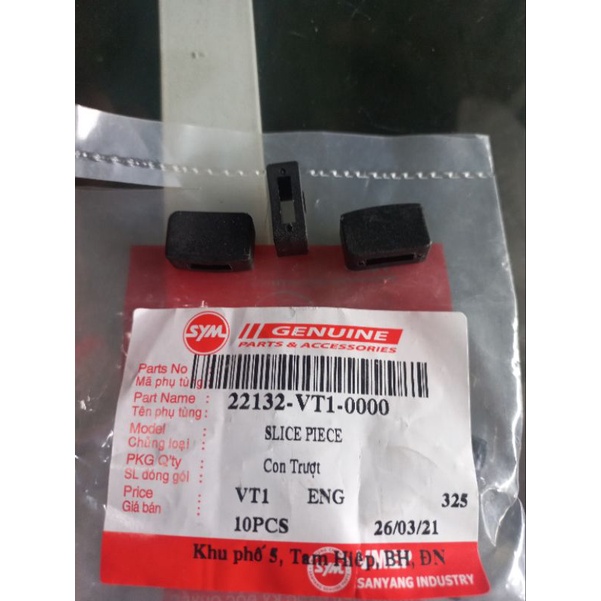 SYM GENUINE
PARTS & ACCESSORIES
Parts No :
Mã phụ tùng
Part Name : 22132-VT1-0000
Tên phụ tùng :
Model : SLICE PIECE
Chủng loại :
PKG Q'ty : Con Trượt
SL đóng gói
Price : VT1 ENG 325
Giá bán
10PCS 26/03/21
Khu phố 5, Tam Hiệp, BH, ĐN
SYM
SANYANG INDUSTRY